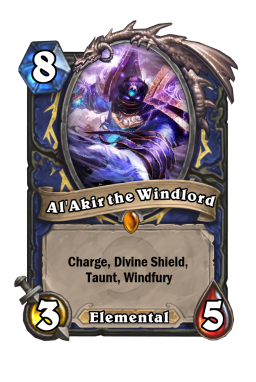 8
Al'Akir the Windlord
Charge, Divine Shield,
Taunt, Windfury
3
Elemental
5